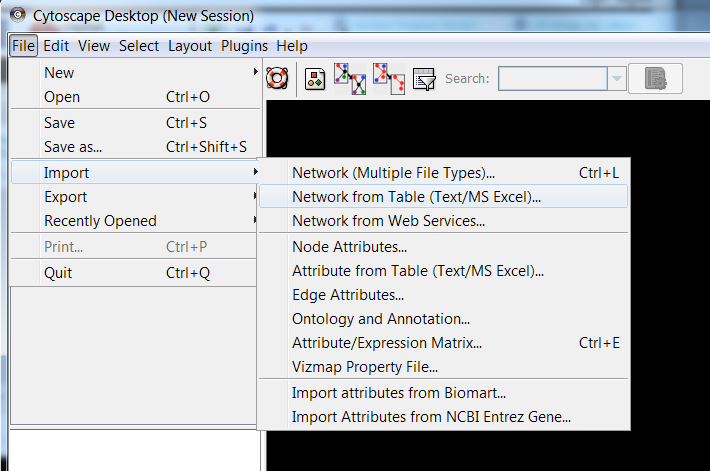 Cytoscape Desktop (New Session)
File Edit View Select Layout Plugins Help
New
Open Ctrl+O
Save Ctrl+S
Save as... Ctrl+Shift+S
Import
Export
Recently Opened
Print... Ctrl+P
Quit Ctrl+Q
Search:
Network (Multiple File Types)... Ctrl+L
Network from Table (Text/MS Excel)...
Network from Web Services...
Node Attributes...
Attribute from Table (Text/MS Excel)...
Edge Attributes...
Ontology and Annotation...
Attribute/Expression Matrix... Ctrl+E
Vizmap Property File...
Import attributes from Biomart...
Import Attributes from NCBI Entrez Gene...